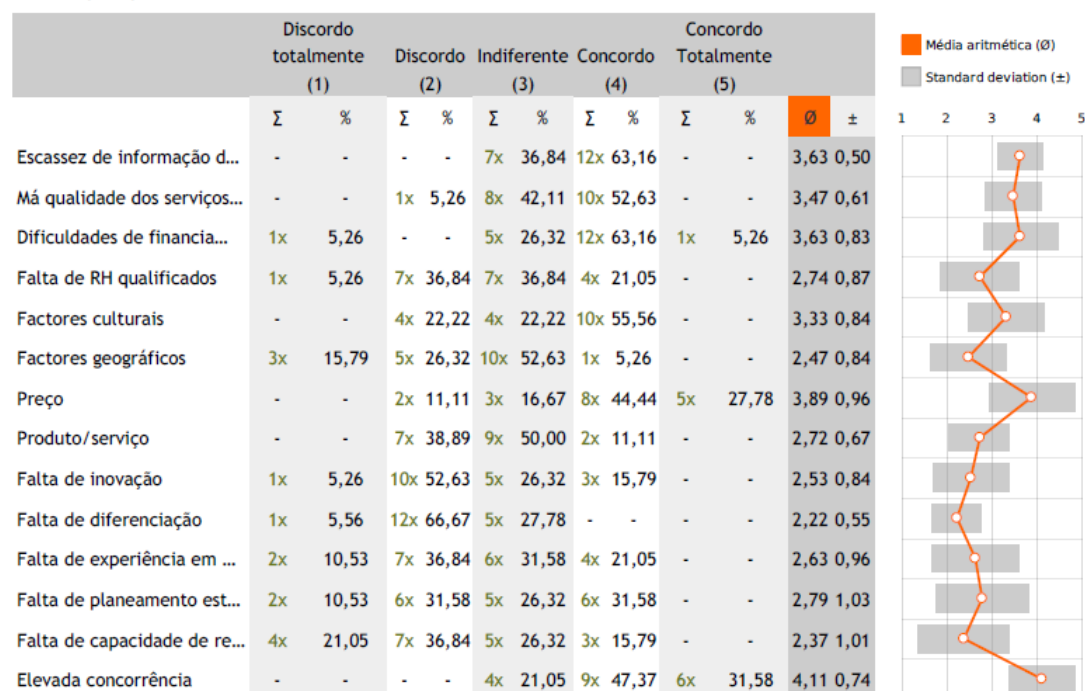 Discordo totalmente (1) Discordo (2) Indiferente (3) Concordo (4) Concordo Totalmente (5)
Σ % Σ % Σ % Σ % Σ % Ø ±
Escassez de informação d... - - - - 7x 36,84 12x 63,16 - - 3,63 0,50
Má qualidade dos serviços... - - 1x 5,26 8x 42,11 10x 52,63 - - 3,47 0,61
Dificuldades de financia... 1x 5,26 - - 5x 26,32 12x 63,16 1x 5,26 3,63 0,83
Falta de RH qualificados 1x 5,26 7x 36,84 7x 36,84 4x 21,05 - - 2,74 0,87
Factores culturais - - 4x 22,22 4x 22,22 10x 55,56 - - 3,33 0,84
Factores geográficos 3x 15,79 5x 26,32 10x 52,63 1x 5,26 - - 2,47 0,84
Preço - - 2x 11,11 3x 16,67 8x 44,44 5x 27,78 3,89 0,96
Produto/serviço - - 7x 38,89 9x 50,00 2x 11,11 - - 2,72 0,67
Falta de inovação 1x 5,26 10x 52,63 5x 26,32 3x 15,79 - - 2,53 0,84
Falta de diferenciação 1x 5,56 12x 66,67 5x 27,78 - - - - 2,22 0,55
Falta de experiência em ... 2x 10,53 7x 36,84 6x 31,58 4x 21,05 - - 2,63 0,96
Falta de planeamento est... 2x 10,53 6x 31,58 5x 26,32 6x 31,58 - - 2,79 1,03
Falta de capacidade de re... 4x 21,05 7x 36,84 5x 26,32 3x 15,79 - - 2,37 1,01
Elevada concorrência - - - - 4x 21,05 9x 47,37 6x 31,58 4,11 0,74
Média aritmética (Ø)
Standard deviation (±)
1 2 3 4 5